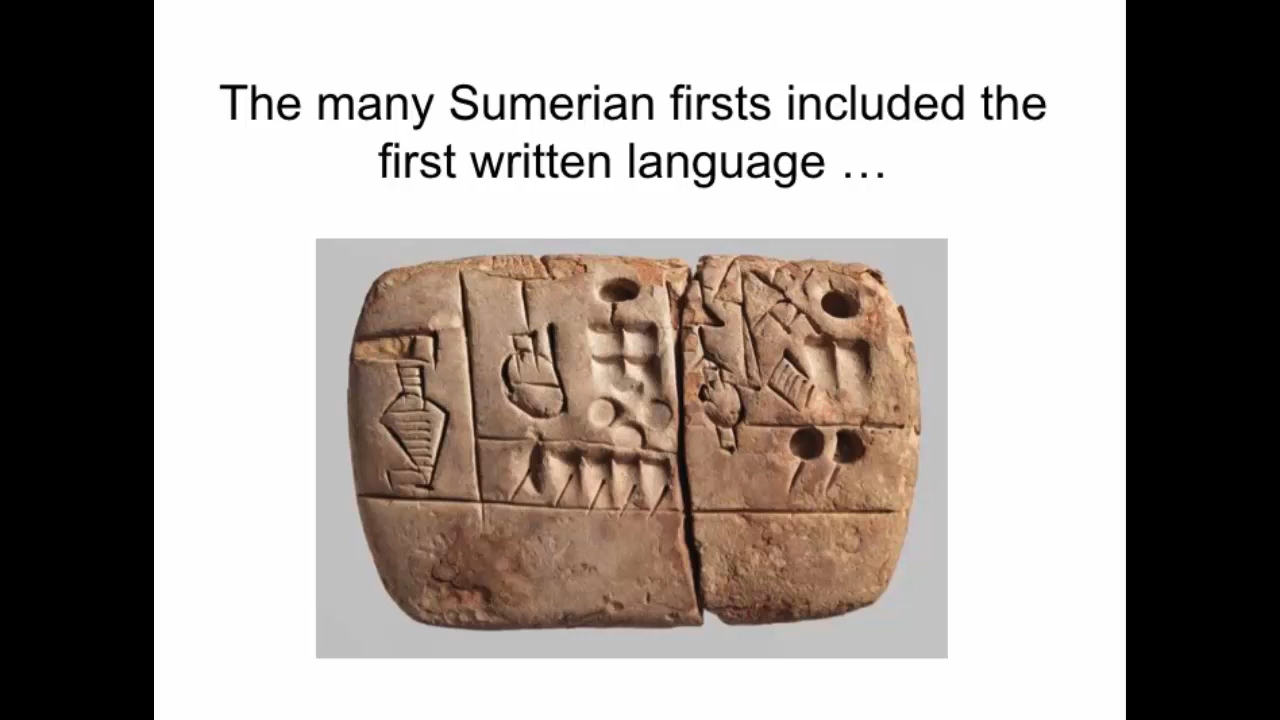 The many Sumerian firsts included the
first written language …